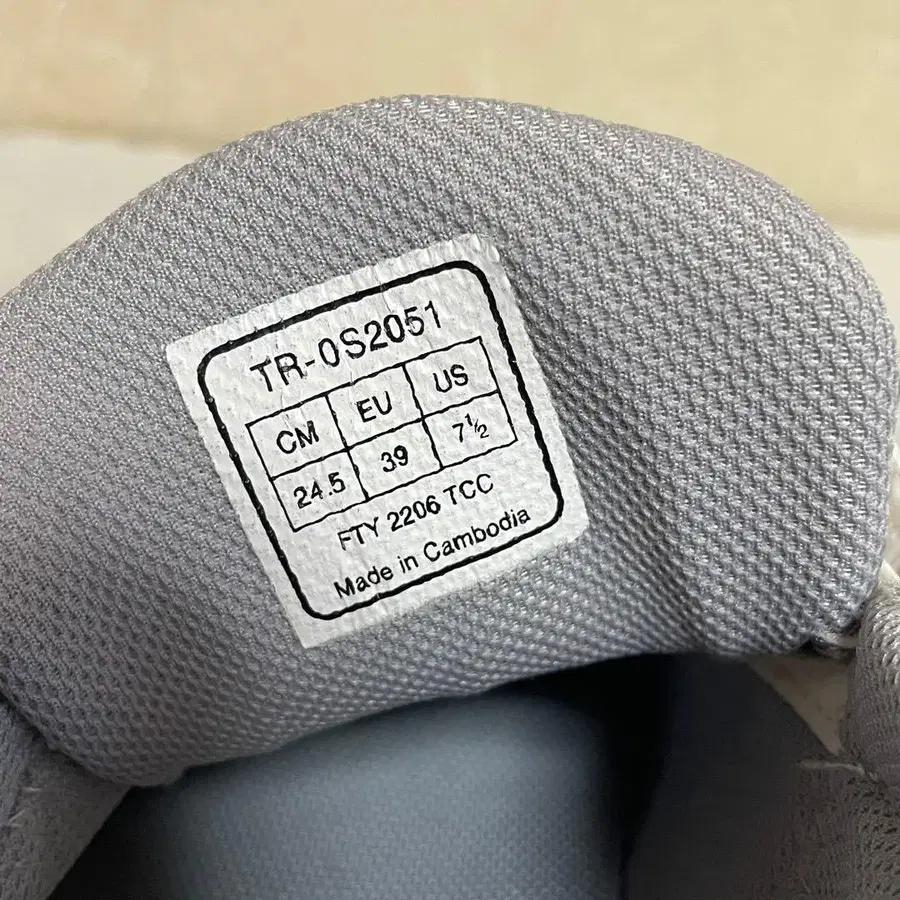 TR-0S2051
CM EU US
24.5 39 7½
FTY 2206 TCC
Made in Cambodia